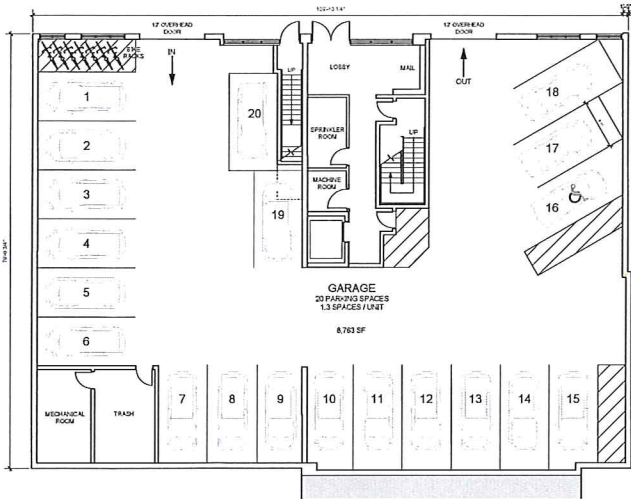 12' OVERHEAD
DOOR
12' OVERHEAD
DOOR
BIKE
RACKS
IN
UP
LOBBY
MAIL
OUT
1
2
3
4
5
6
20
19
SPRINKLER
ROOM
MACHINE
ROOM
UP
18
17
16
GARAGE
20 PARKING SPACES
1.3 SPACES / UNIT
8,763 SF
MECHANICAL
ROOM
TRASH
7
8
9
10
11
12
13
14
15